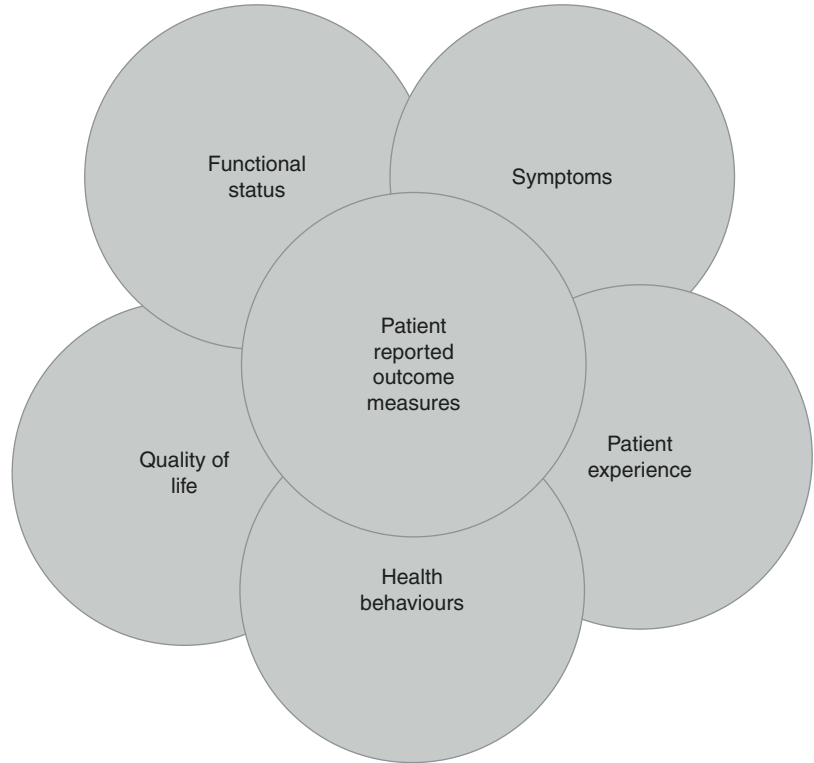 Functional
status
Symptoms
Patient
reported
outcome
measures
Quality of
life
Patient
experience
Health
behaviours